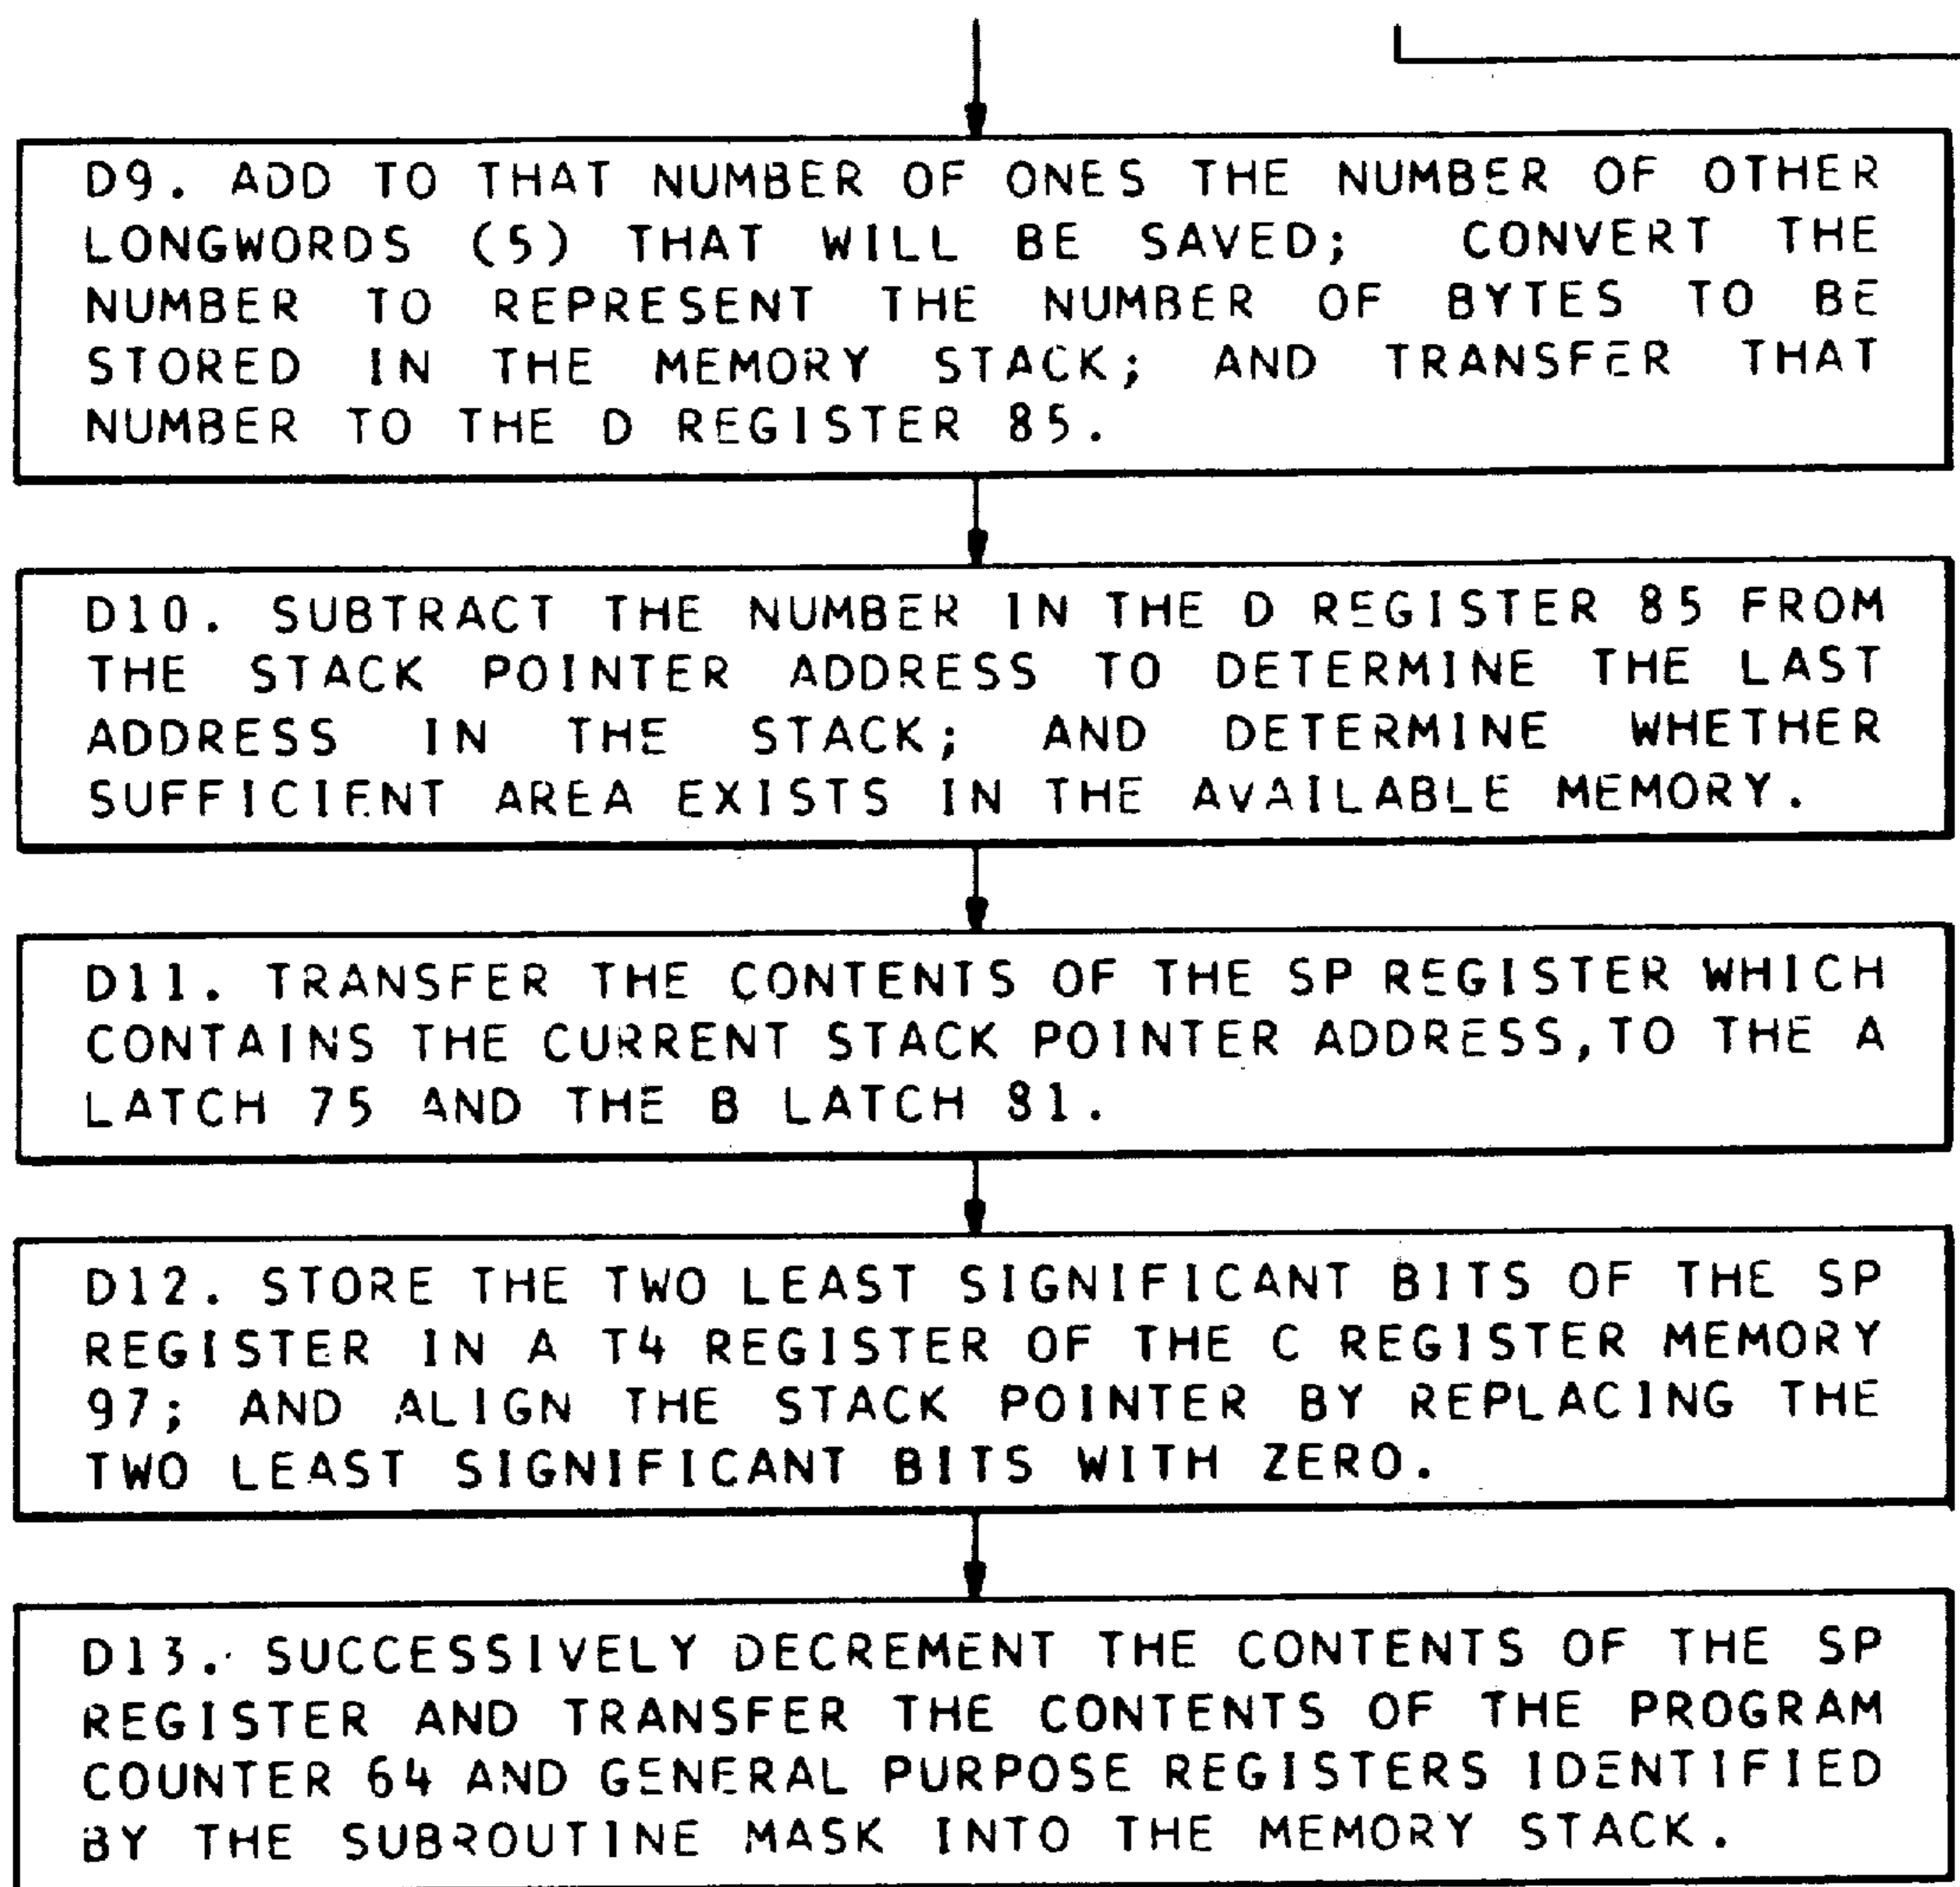 D9. ADD TO THAT NUMBER OF ONES THE NUMBER OF OTHER
LONGWORDS (5) THAT WILL BE SAVED; CONVERT THE
NUMBER TO REPRESENT THE NUMBER OF BYTES TO BE
STORED IN THE MEMORY STACK; AND TRANSFER THAT
NUMBER TO THE D REGISTER 85.
D10. SUBTRACT THE NUMBER IN THE D REGISTER 85 FROM
THE STACK POINTER ADDRESS TO DETERMINE THE LAST
ADDRESS IN THE STACK; AND DETERMINE WHETHER
SUFFICIENT AREA EXISTS IN THE AVAILABLE MEMORY.
D11. TRANSFER THE CONTENTS OF THE SP REGISTER WHICH
CONTAINS THE CURRENT STACK POINTER ADDRESS,TO THE A
LATCH 75 AND THE B LATCH 81.
D12. STORE THE TWO LEAST SIGNIFICANT BITS OF THE SP
REGISTER IN A T4 REGISTER OF THE C REGISTER MEMORY
97; AND ALIGN THE STACK POINTER BY REPLACING THE
TWO LEAST SIGNIFICANT BITS WITH ZERO.
D13. SUCCESSIVELY DECREMENT THE CONTENTS OF THE SP
REGISTER AND TRANSFER THE CONTENTS OF THE PROGRAM
COUNTER 64 AND GENERAL PURPOSE REGISTERS IDENTIFIED
BY THE SUBROUTINE MASK INTO THE MEMORY STACK.